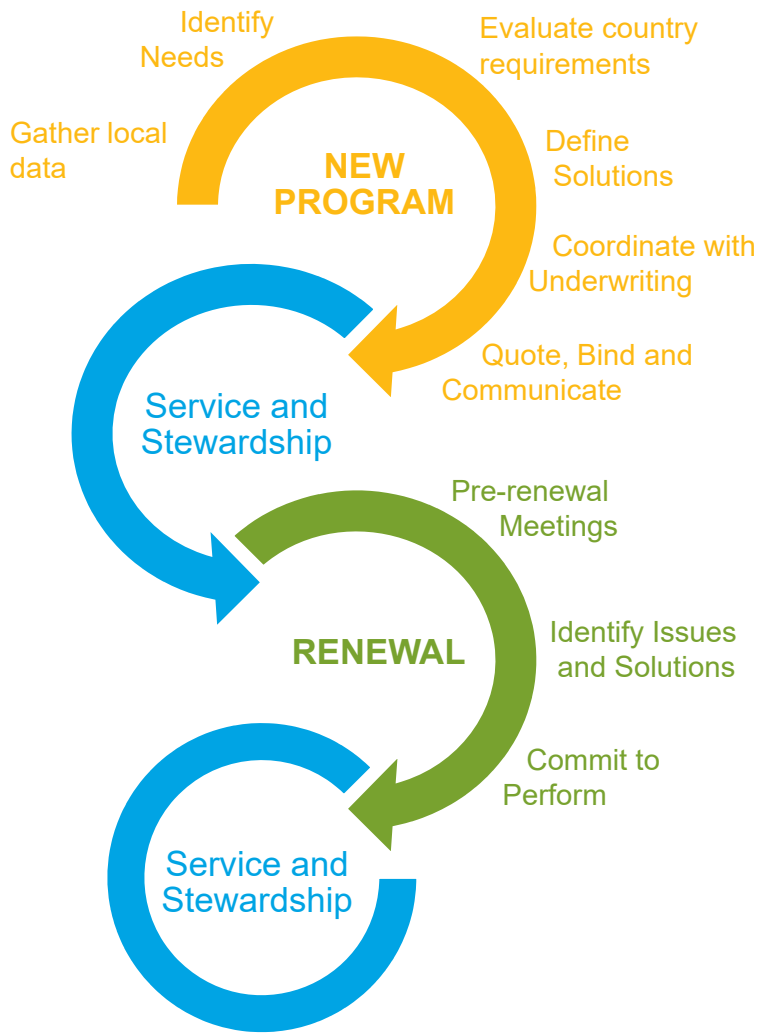 Gather local
data
Identify
Needs
Evaluate country
requirements
Define
Solutions
Coordinate with
Underwriting
Quote, Bind and
Communicate
NEW
PROGRAM
Service and
Stewardship
Pre-renewal
Meetings
Identify Issues
and Solutions
Commit to
Perform
RENEWAL
Service and
Stewardship